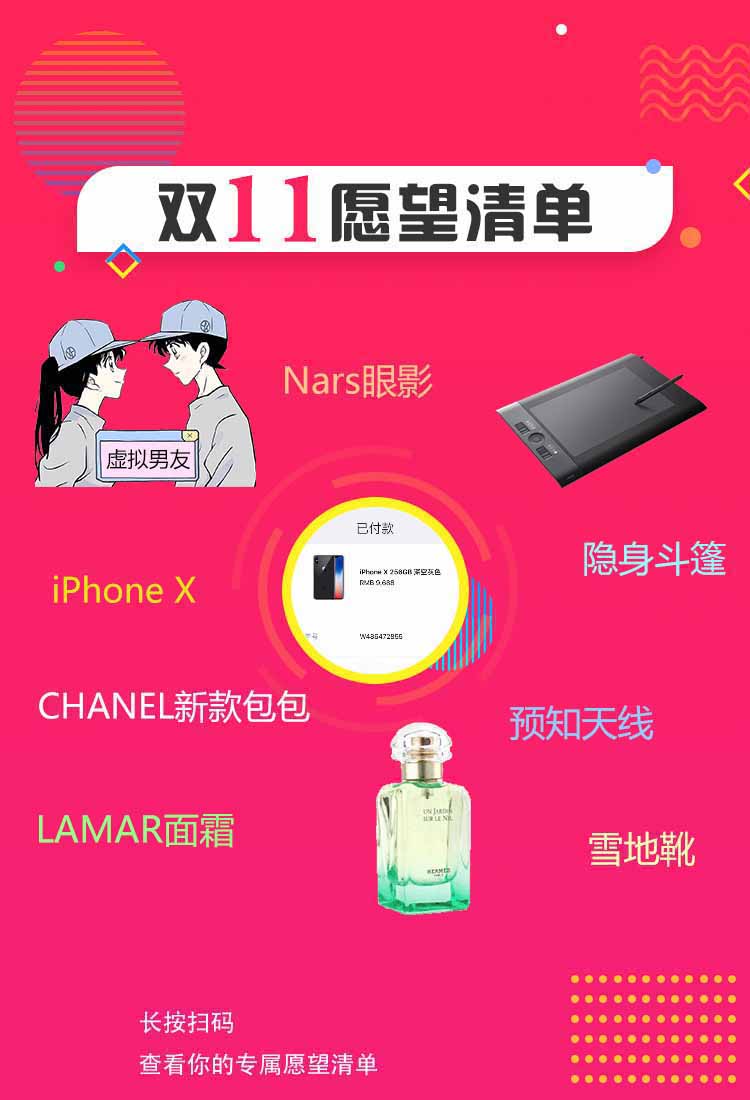 双11愿望清单
Nars眼影
虚拟男友
已付款
iPhone X 256GB 深空灰色
RMB 9,688
W486472855
隐身斗篷
iPhone X
CHANEL新款包包
预知天线
UN JARDIN
SUR LE NIL
HERMES
LAMAR面霜
雪地靴
长按扫码
查看你的专属愿望清单